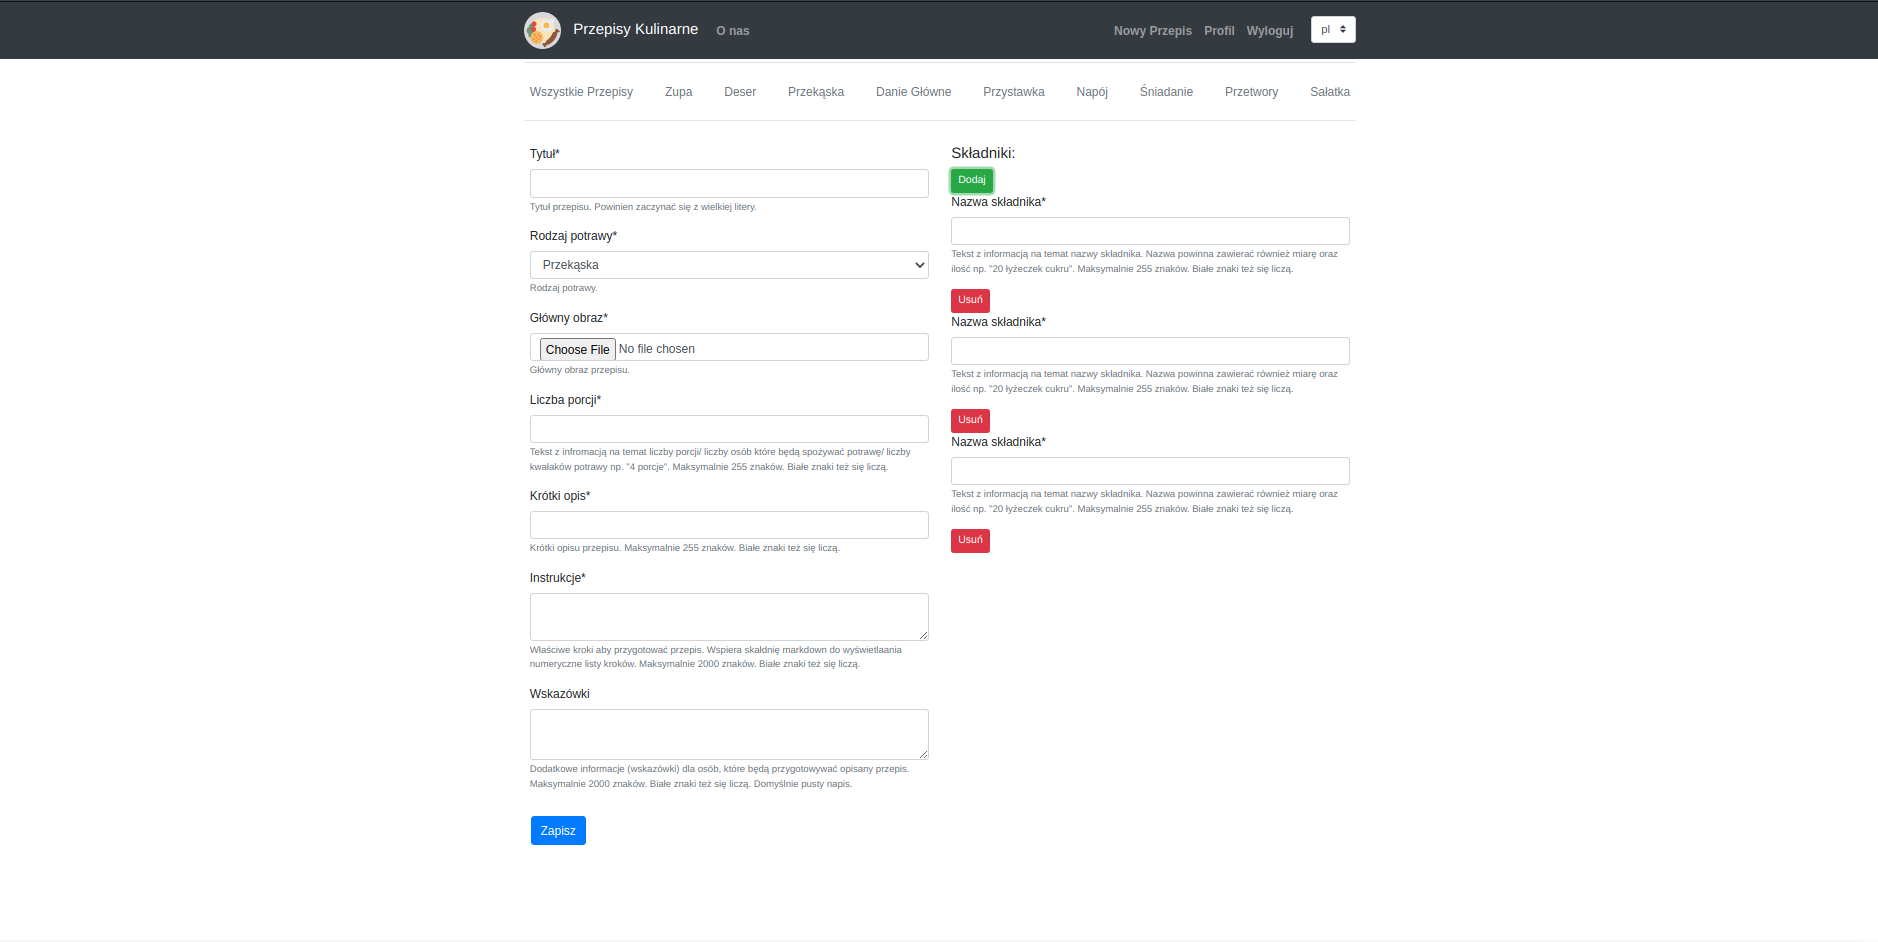 Przepisy Kulinarne O nas Nowy Przepis Profil Wyloguj pl
Wszystkie Przepisy Zupa Deser Przekąska Danie Główne Przystawka Napój Śniadanie Przetwory Sałatka
Tytuł*
Tytuł przepisu. Powinien zaczynać się z wielkiej litery.
Rodzaj potrawy*
Przekąska
Rodzaj potrawy.
Główny obraz*
Choose File No file chosen
Główny obraz przepisu.
Liczba porcji*
Tekst z infromacją na temat liczby porcji/ liczby osób które będą spożywać potrawę/ liczby
kwałaków potrawy np. "4 porcje". Maksymalnie 255 znaków. Białe znaki też się liczą.
Krótki opis*
Krótki opisu przepisu. Maksymalnie 255 znaków. Białe znaki też się liczą.
Instrukcje*
Właściwe kroki aby przygotować przepis. Wspiera skałdnię markdown do wyświetlaania
numeryczne listy kroków. Maksymalnie 2000 znaków. Białe znaki też się liczą.
Wskazówki
Dodatkowe informacje (wskazówki) dla osób, które będą przygotowywać opisany przepis.
Maksymalnie 2000 znaków. Białe znaki też się liczą. Domyślnie pusty napis.
Zapisz
Składniki:
Dodaj
Nazwa składnika*
Tekst z informacją na temat nazwy składnika. Nazwa powinna zawierać również miarę oraz
ilość np. "20 łyżeczek cukru". Maksymalnie 255 znaków. Białe znaki też się liczą.
Usuń
Nazwa składnika*
Tekst z informacją na temat nazwy składnika. Nazwa powinna zawierać również miarę oraz
ilość np. "20 łyżeczek cukru". Maksymalnie 255 znaków. Białe znaki też się liczą.
Usuń
Nazwa składnika*
Tekst z informacją na temat nazwy składnika. Nazwa powinna zawierać również miarę oraz
ilość np. "20 łyżeczek cukru". Maksymalnie 255 znaków. Białe znaki też się liczą.
Usuń